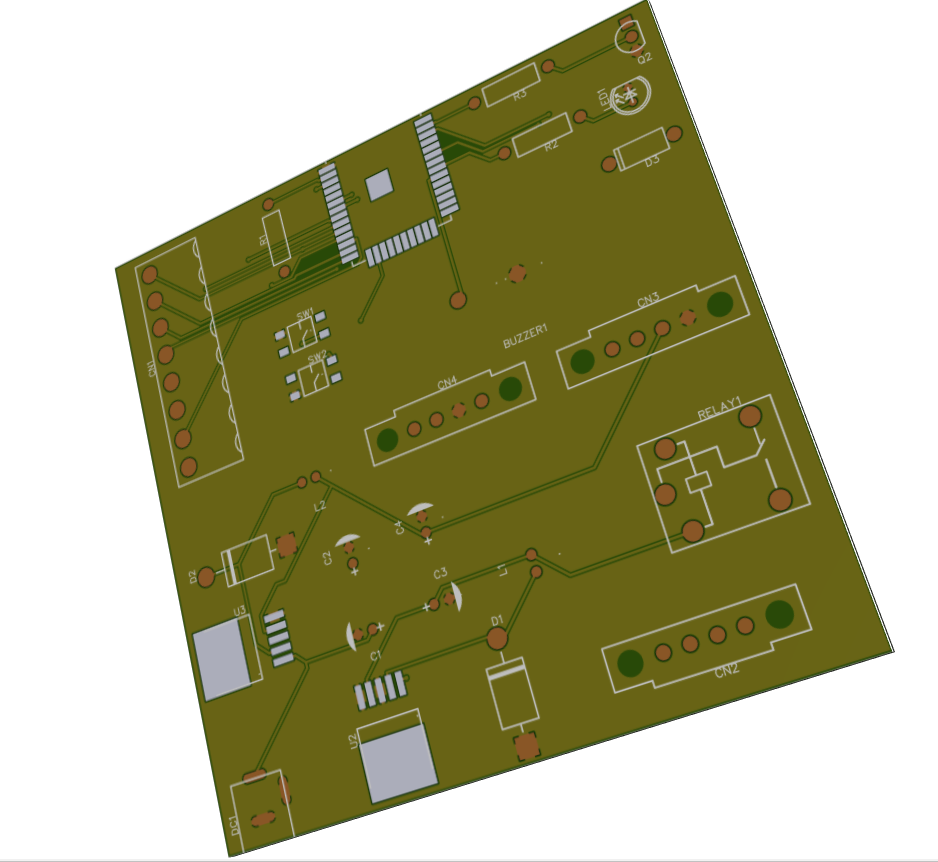 Q2
LED1
R3
R2
D3
R1
SW1
CN3
BUZZER1
SW2
CN1
CN4
RELAY1
L2
C4
C2
D2
L1
C3
U3
D1
C1
CN2
U2
DC1
+
+
+
+